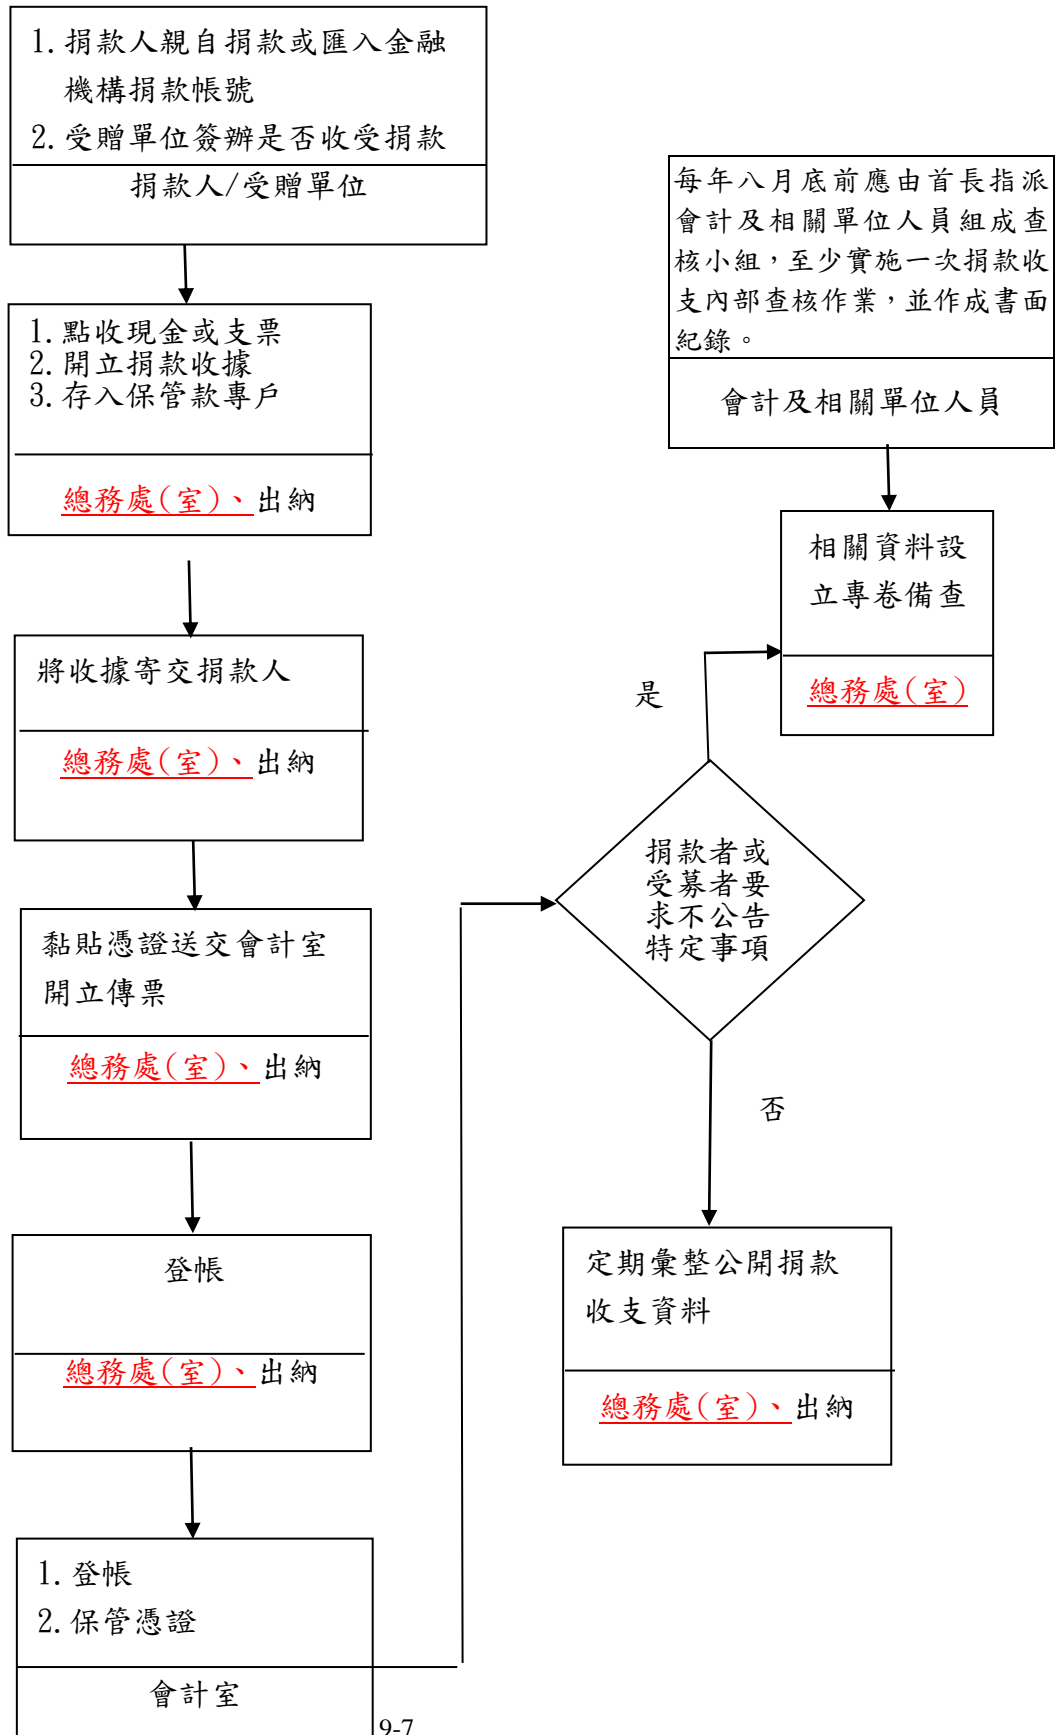 1. 捐款人親自捐款或匯入金融
機構捐款帳號
2. 受贈單位簽辦是否收受捐款
捐款人/受贈單位
1. 點收現金或支票
2. 開立捐款收據
3. 存入保管款專戶
總務處(室)、出納
將收據寄交捐款人
總務處(室)、出納
黏貼憑證送交會計室
開立傳票
總務處(室)、出納
登帳
總務處(室)、出納
1. 登帳
2. 保管憑證
會計室
每年八月底前應由首長指派
會計及相關單位人員組成查
核小組，至少實施一次捐款收
支內部查核作業，並作成書面
紀錄。
會計及相關單位人員
相關資料設
立專卷備查
總務處(室)
是
捐款者或
受募者要
求不公告
特定事項
否
定期彙整公開捐款
收支資料
總務處(室)、出納
9-7